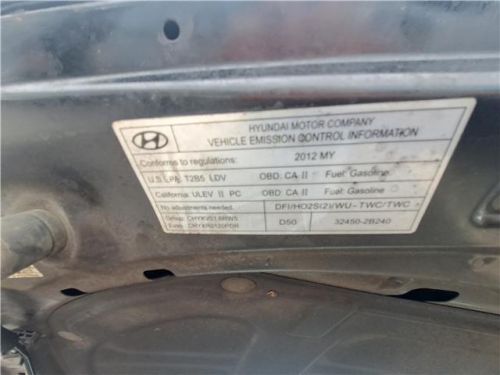 HYUNDAI MOTOR COMPANY
VEHICLE EMISSION CONTROL INFORMATION
Conforms to regulations: 2012 MY
U.S. EPA: T2B5 LDV OBD: CA II Fuel: Gasoline
California: ULEV II PC OBD: CA II Fuel: Gasoline
No adjustments needed. DFI/HO2S(2)/WU-TWC/TWC
Group: D50 32450-2B240
Evap: